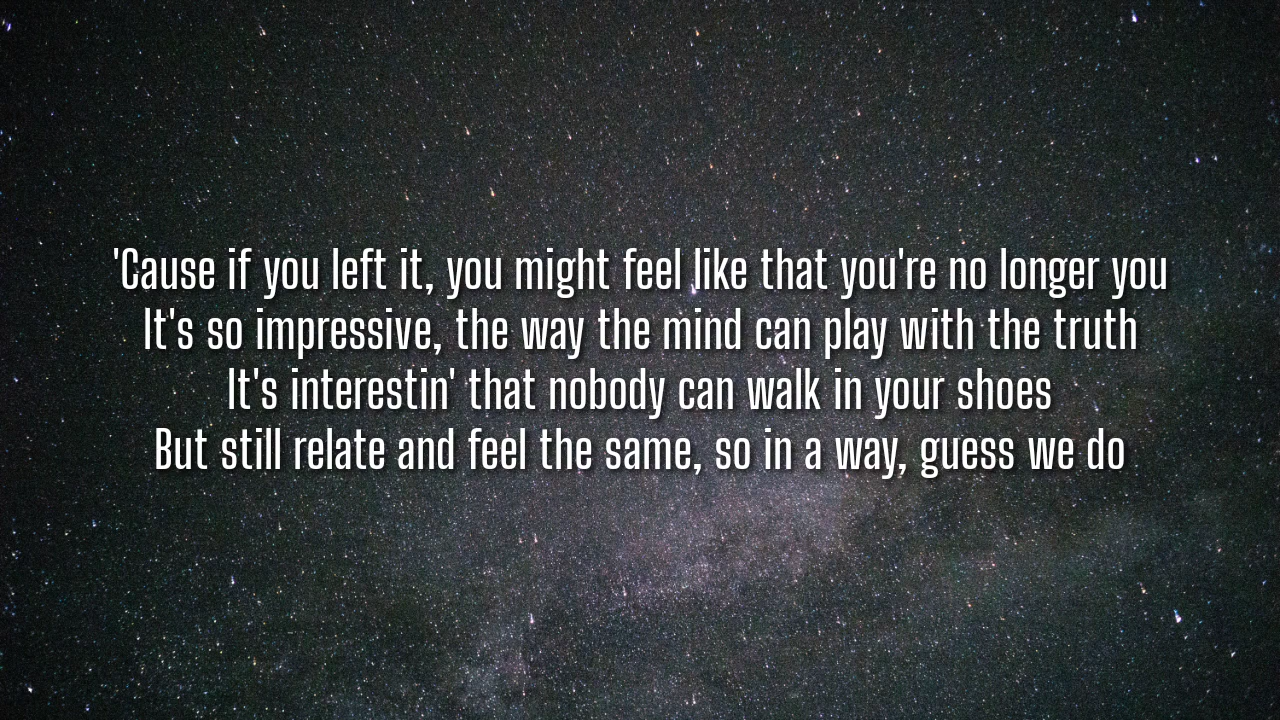 'Cause if you left it, you might feel like that you're no longer you
It's so impressive, the way the mind can play with the truth
It's interestin' that nobody can walk in your shoes
But still relate and feel the same, so in a way, guess we do